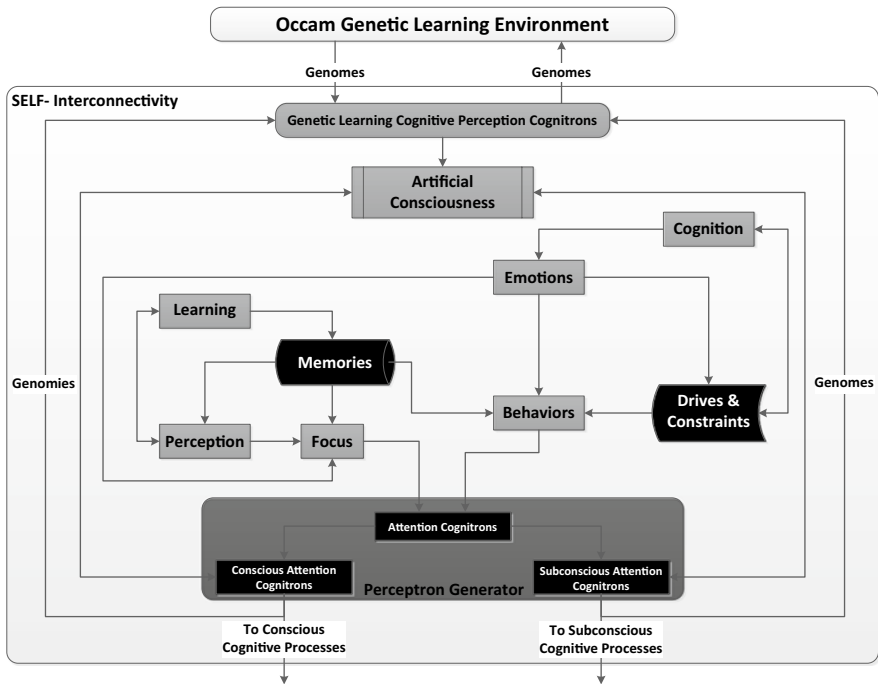 Occam Genetic Learning Environment
Genomes
Genomes
SELF- Interconnectivity
Genetic Learning Cognitive Perception Cognitrons
Artificial
Consciousness
Cognition
Emotions
Learning
Memories
Genomies
Genomes
Drives &
Constraints
Behaviors
Perception
Focus
Attention Cognitrons
Conscious Attention
Cognitrons
Subconscious Attention
Cognitrons
Perceptron Generator
To Conscious
Cognitive Processes
To Subconscious
Cognitive Processes